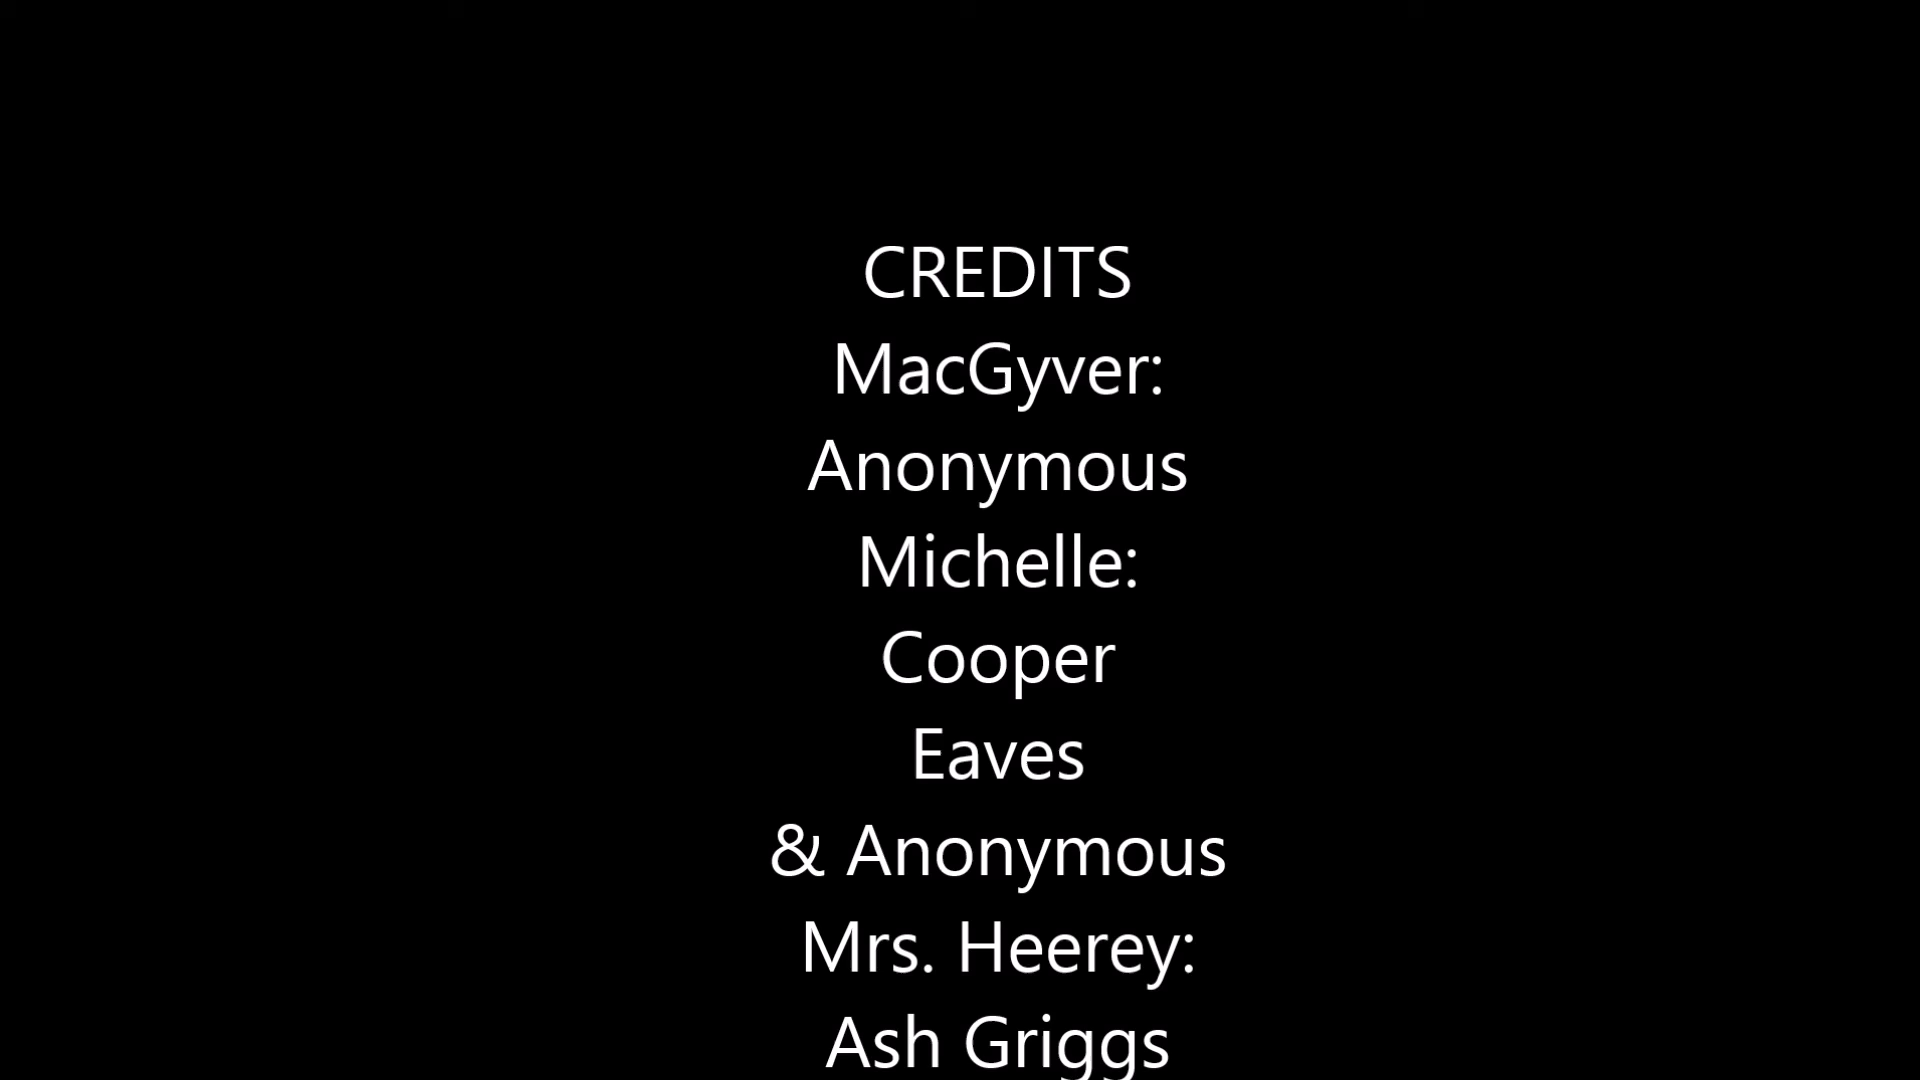 CREDITS
MacGyver:
Anonymous
Michelle:
Cooper
Eaves
& Anonymous
Mrs. Heerey:
Ash Griggs